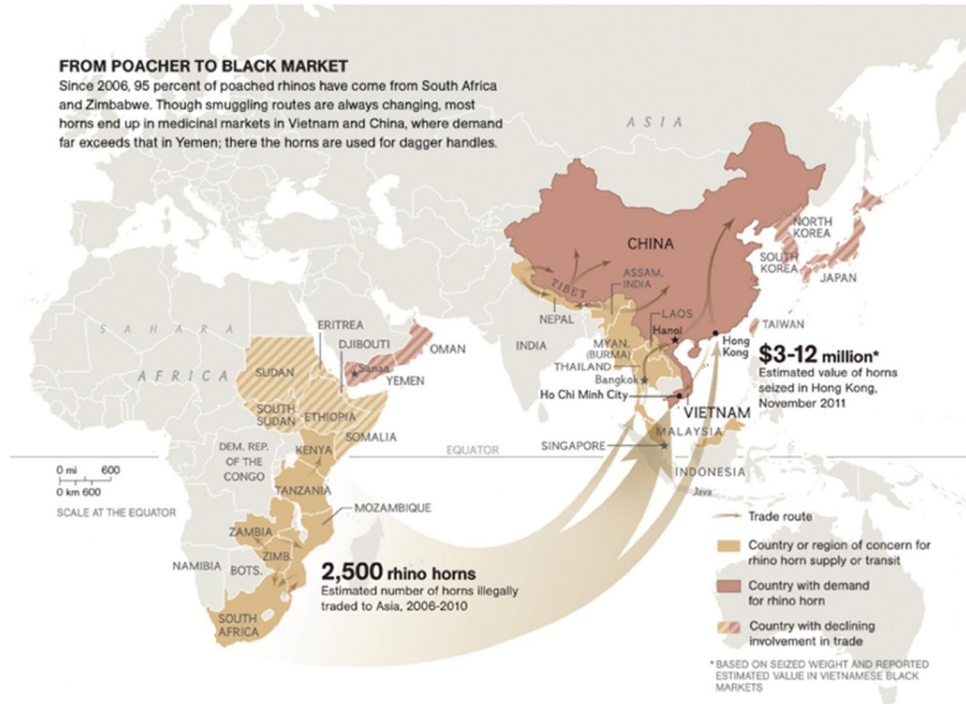 FROM POACHER TO BLACK MARKET
Since 2006, 95 percent of poached rhinos have come from South Africa
and Zimbabwe. Though smuggling routes are always changing, most
horns end up in medicinal markets in Vietnam and China, where demand
far exceeds that in Yemen; there the horns are used for dagger handles.
ASIA
NORTH
KOREA
SOUTH
KOREA
JAPAN
CHINA
TIBET
ASSAM,
INDIA
NEPAL
LAOS
Hanoi
INDIA
MYAN.
(BURMA)
THAILAND
Bangkok
Ho Chi Minh City
TAIWAN
Hong
Kong
$3-12 million*
Estimated value of horns
seized in Hong Kong,
November 2011
VIETNAM
MALAYSIA
SINGAPORE
INDONESIA
Java
SAHARA
AFRICA
ERITREA
DJIBOUTI
OMAN
Sanaa
YEMEN
SUDAN
SOUTH
SUDAN
ETHIOPIA
SOMALIA
DEM. REP.
OF THE
CONGO
KENYA
EQUATOR
0 mi 600
0 km 600
SCALE AT THE EQUATOR
TANZANIA
MOZAMBIQUE
ZAMBIA
ZIMB.
NAMIBIA
BOTS.
SOUTH
AFRICA
2,500 rhino horns
Estimated number of horns illegally
traded to Asia, 2006-2010
Trade route
Country or region of concern for
rhino horn supply or transit
Country with demand
for rhino horn
Country with declining
involvement in trade
*BASED ON SEIZED WEIGHT AND REPORTED
ESTIMATED VALUE IN VIETNAMESE BLACK
MARKETS